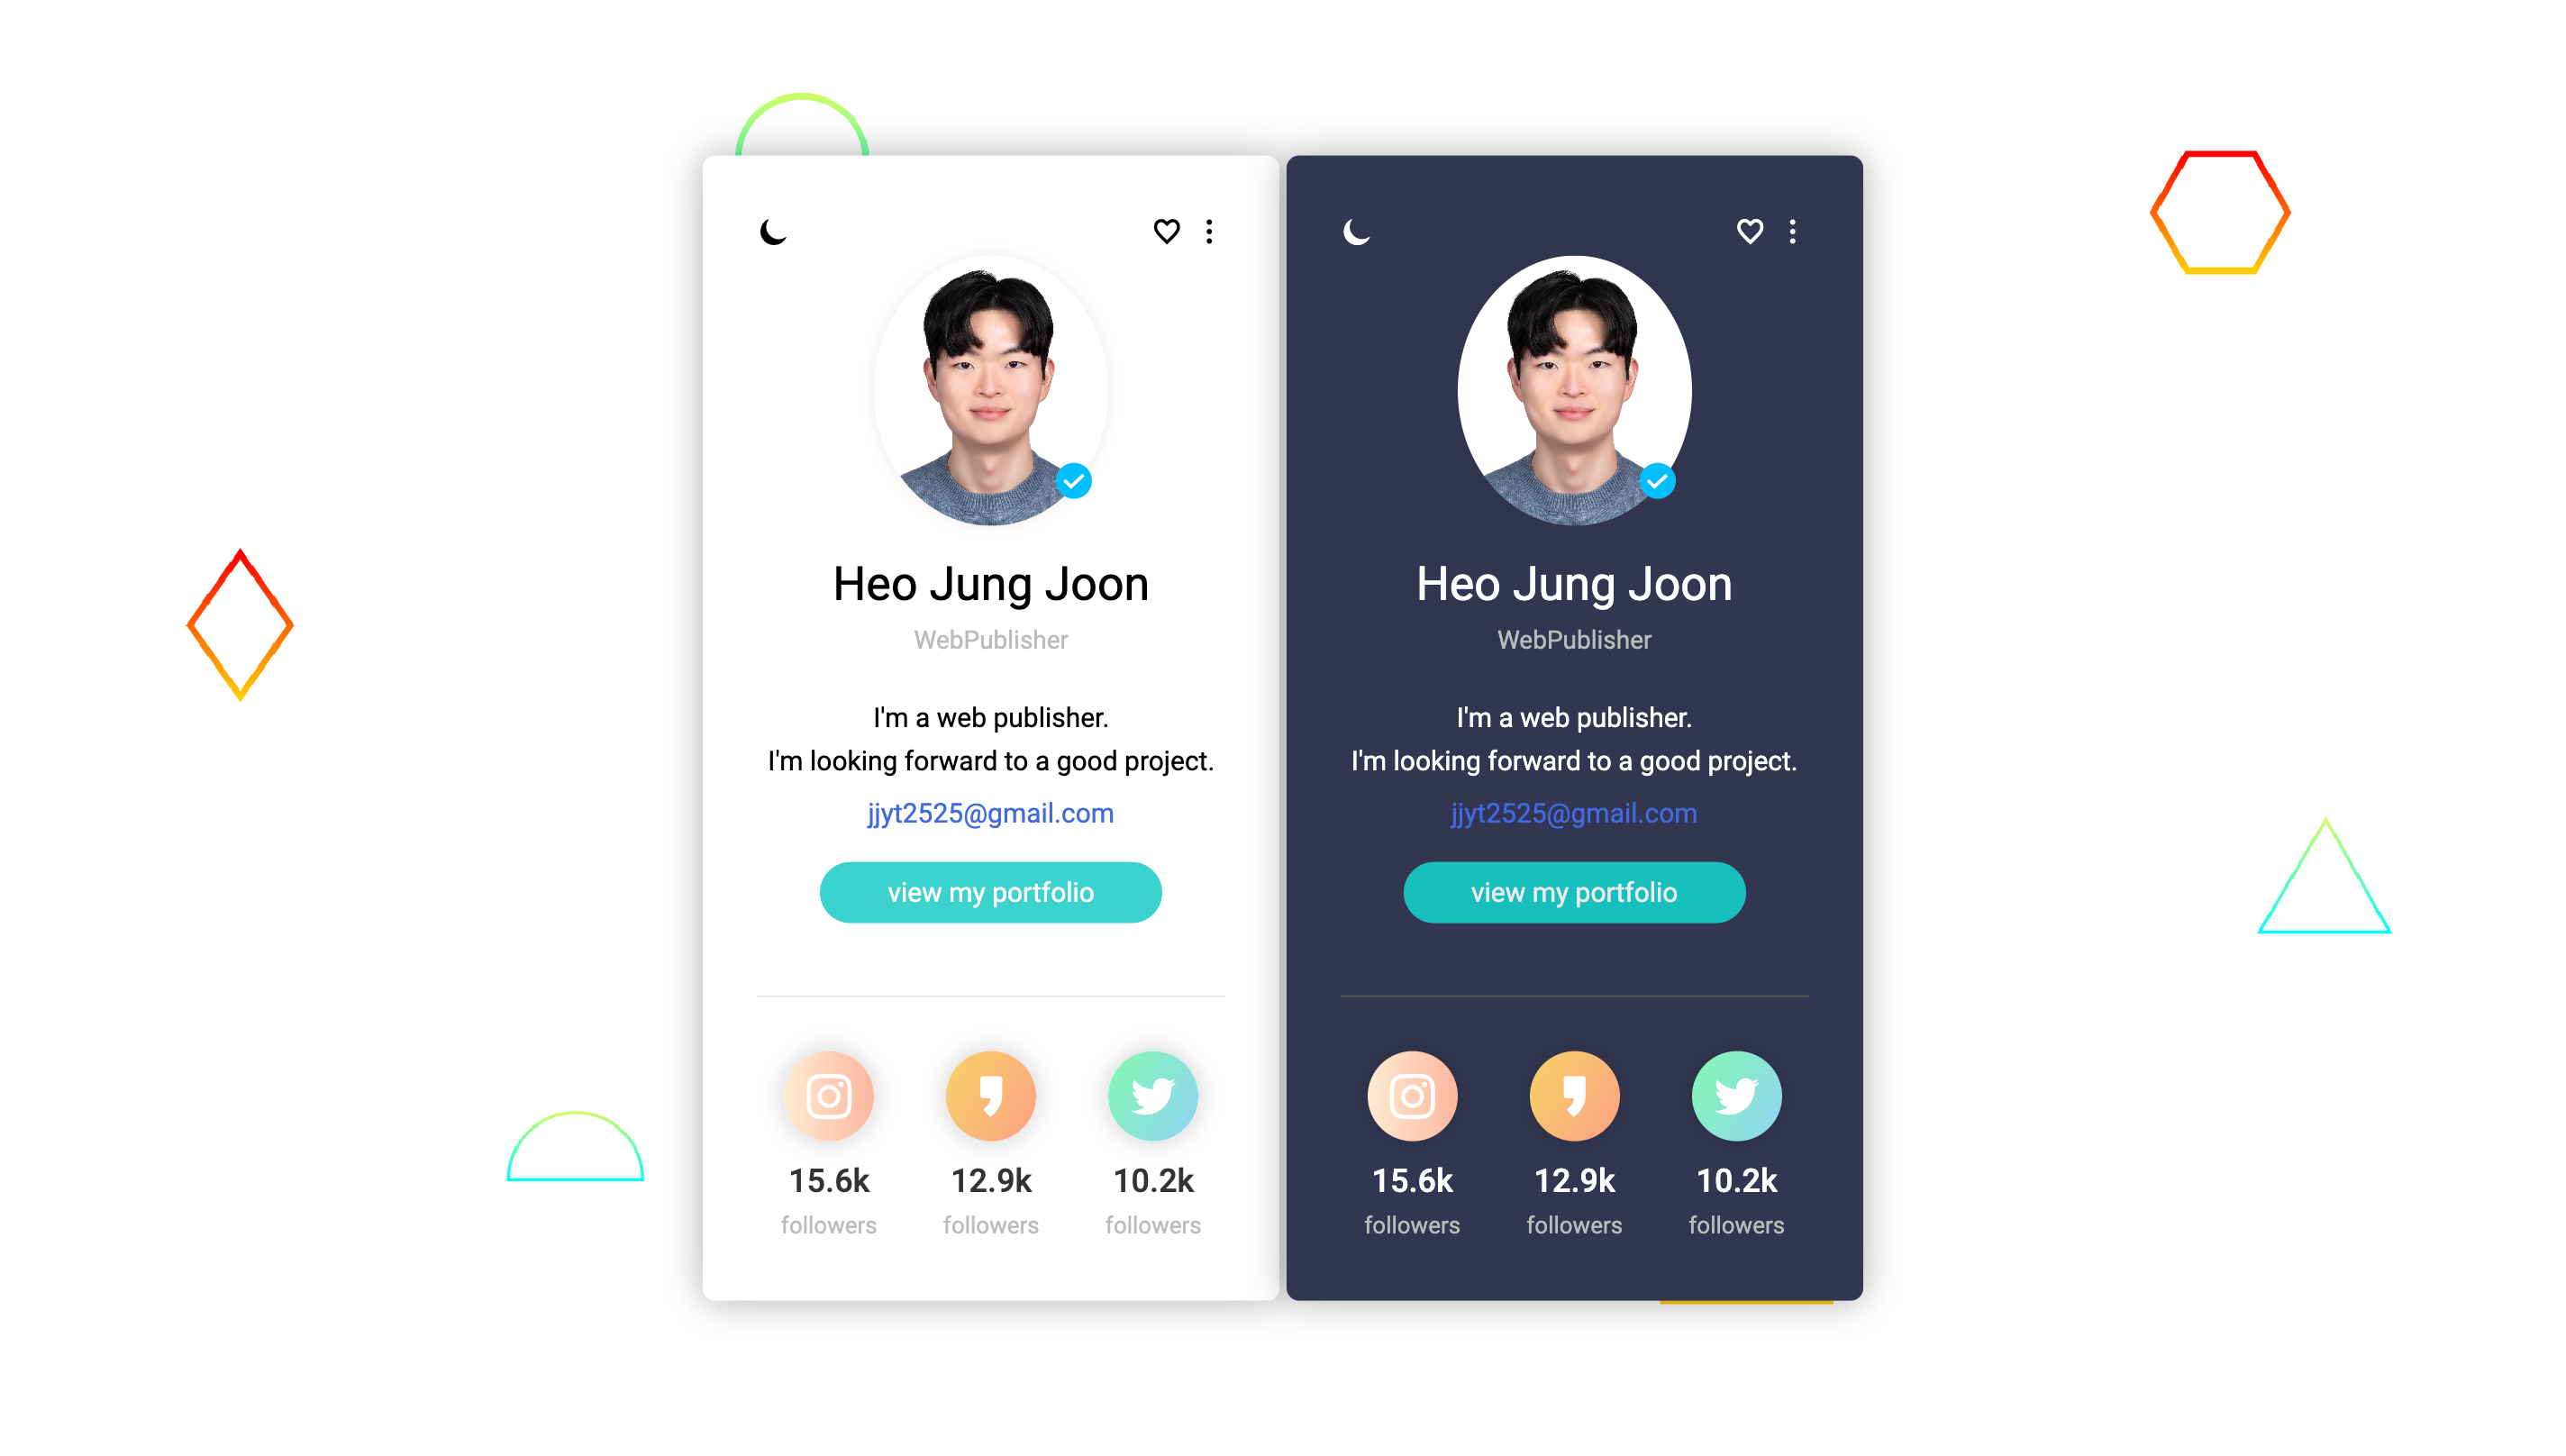 Heo Jung Joon
WebPublisher
I'm a web publisher.
I'm looking forward to a good project.
jjyt2525@gmail.com
view my portfolio
15.6k
12.9k
10.2k
followers
followers
followers
Heo Jung Joon
WebPublisher
I'm a web publisher.
I'm looking forward to a good project.
jjyt2525@gmail.com
view my portfolio
15.6k
12.9k
10.2k
followers
followers
followers